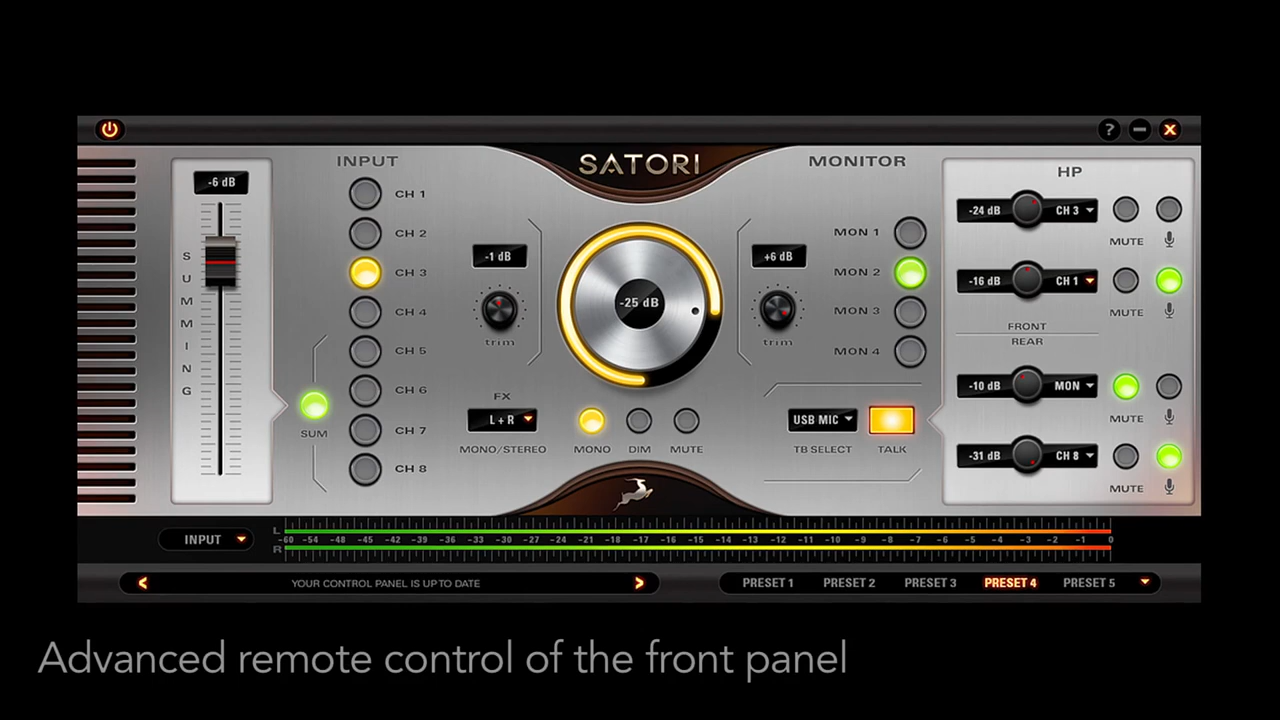 ?
SATORI
INPUT
MONITOR
HP
-6 dB
SUMMING
SUM
CH 1
CH 2
CH 3
CH 4
CH 5
CH 6
CH 7
CH 8
-1 dB
trim
-25 dB
+6 dB
trim
MON 1
MON 2
MON 3
MON 4
FX
L + R
MONO/STEREO
MONO DIM MUTE
USB MIC
TB SELECT
TALK
-24 dB CH 3
MUTE
-16 dB CH 1
MUTE
FRONT
REAR
-10 dB MON
MUTE
-31 dB CH 8
MUTE
INPUT
L
-60 -54 -45 -42 -39 -36 -33 -30 -27 -24 -21 -18 -17 -16 -15 -14 -13 -12 -11 -10 -9 -8 -7 -6 -5 -4 -3 -2 -1 0
R
YOUR CONTROL PANEL IS UP TO DATE
PRESET 1 PRESET 2 PRESET 3 PRESET 4 PRESET 5
Advanced remote control of the front panel